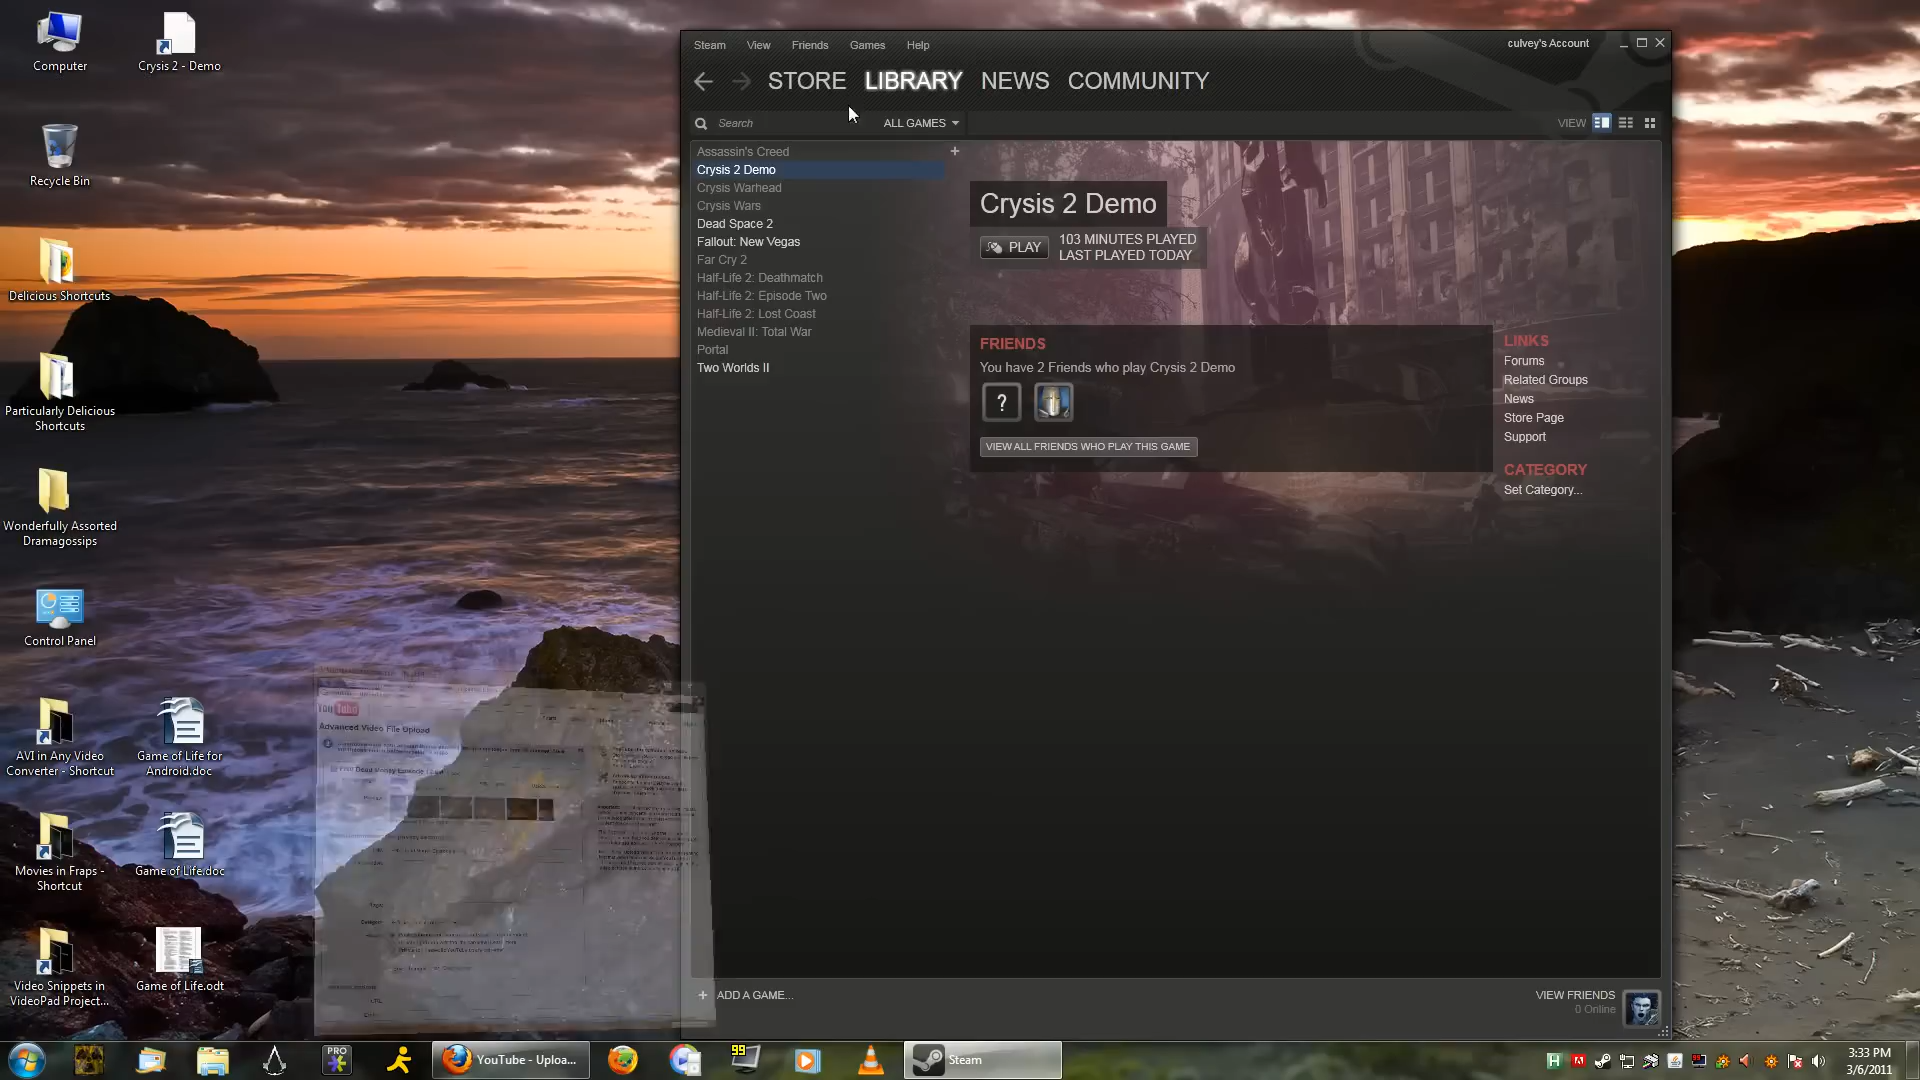 Computer
Crysis 2 - Demo
Recycle Bin
Delicious Shortcuts
Particularly Delicious
Shortcuts
Wonderfully Assorted
Dramagossips
Control Panel
AVI in Any Video
Converter - Shortcut
Game of Life for
Android.doc
Movies in Fraps -
Shortcut
Game of Life.doc
Video Snippets in
VideoPad Project...
Game of Life.odt
You Tube
Advanced Video File Upload
Steam View Friends Games Help
culvey's Account
STORE LIBRARY NEWS COMMUNITY
Search
ALL GAMES
VIEW
Assassin's Creed
Crysis 2 Demo
Crysis Warhead
Crysis Wars
Dead Space 2
Fallout: New Vegas
Far Cry 2
Half-Life 2: Deathmatch
Half-Life 2: Episode Two
Half-Life 2: Lost Coast
Medieval II: Total War
Portal
Two Worlds II
+
Crysis 2 Demo
PLAY
103 MINUTES PLAYED
LAST PLAYED TODAY
FRIENDS
You have 2 Friends who play Crysis 2 Demo
?
VIEW ALL FRIENDS WHO PLAY THIS GAME
LINKS
Forums
Related Groups
News
Store Page
Support
CATEGORY
Set Category...
+ ADD A GAME...
VIEW FRIENDS
0 Online
PRO
YouTube - Uploa...
99
Steam
H
3:33 PM
3/6/2011